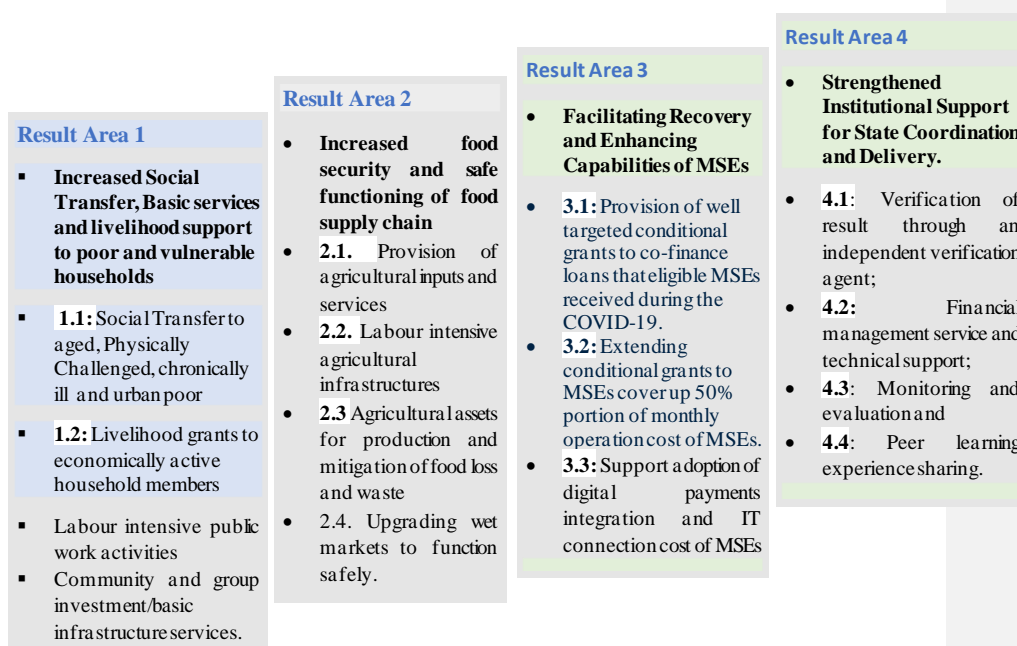 Result Area 1
▪ Increased Social
Transfer, Basic services
and livelihood support
to poor and vulnerable
households
▪ 1.1: Social Transfer to
aged, Physically
Challenged, chronically
ill and urban poor
▪ 1.2: Livelihood grants to
economically active
household members
▪ Labour intensive public
work activities
▪ Community and group
investment/basic
infrastructure services.
Result Area 2
• Increased food
security and safe
functioning of food
supply chain
• 2.1. Provision of
agricultural inputs and
services
• 2.2. Labour intensive
agricultural
infrastructures
• 2.3 Agricultural assets
for production and
mitigation of food loss
and waste
• 2.4. Upgrading wet
markets to function
safely.
Result Area 3
• Facilitating Recovery
and Enhancing
Capabilities of MSEs
• 3.1: Provision of well
targeted conditional
grants to co-finance
loans that eligible MSEs
received during the
COVID-19.
• 3.2: Extending
conditional grants to
MSEs cover up 50%
portion of monthly
operation cost of MSEs.
• 3.3: Support adoption of
digital payments
integration and IT
connection cost of MSEs
Result Area 4
• Strengthened
Institutional Support
for State Coordination
and Delivery.
• 4.1: Verification of
result through an
independent verification
agent;
• 4.2: Financial
management service and
technical support;
• 4.3: Monitoring and
evaluation and
• 4.4: Peer learning
experience sharing.